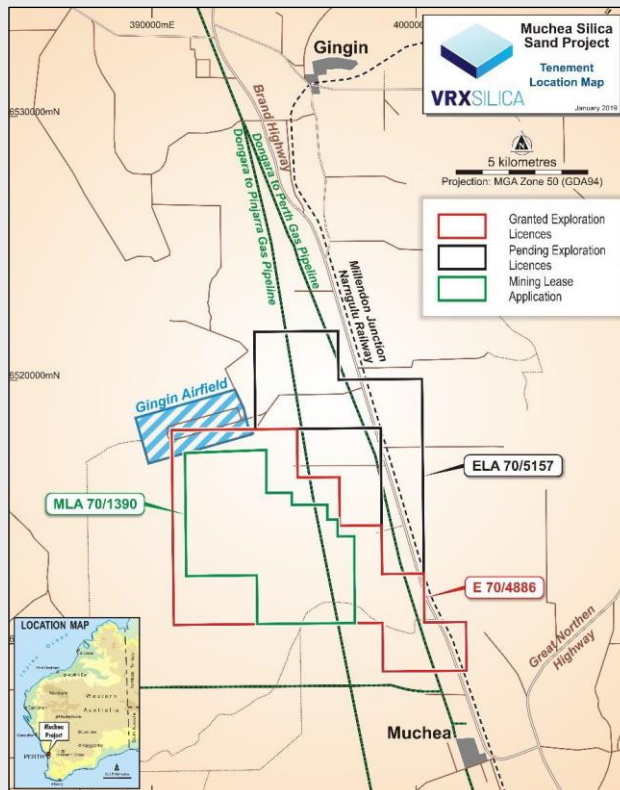 390000mE
400000mE
Gingin
Muchea Silica
Sand Project
Tenement
Location Map
VRXSILICA
January 2019
6530000mN
Brand Highway
5 kilometres
Projection: MGA Zone 50 (GDA94)
Dongara to Perth Gas Pipeline
Dongara to Pinjarra Gas Pipeline
Granted Exploration
Licences
Pending Exploration
Licences
Mining Lease
Application
Millendon Junction
Narngulu Railway
6520000mN
Gingin Airfield
ELA 70/5157
MLA 70/1390
E 70/4886
LOCATION MAP
Great Northen
Highway
Western
Australia
Muchea
Project
PERTH
Muchea